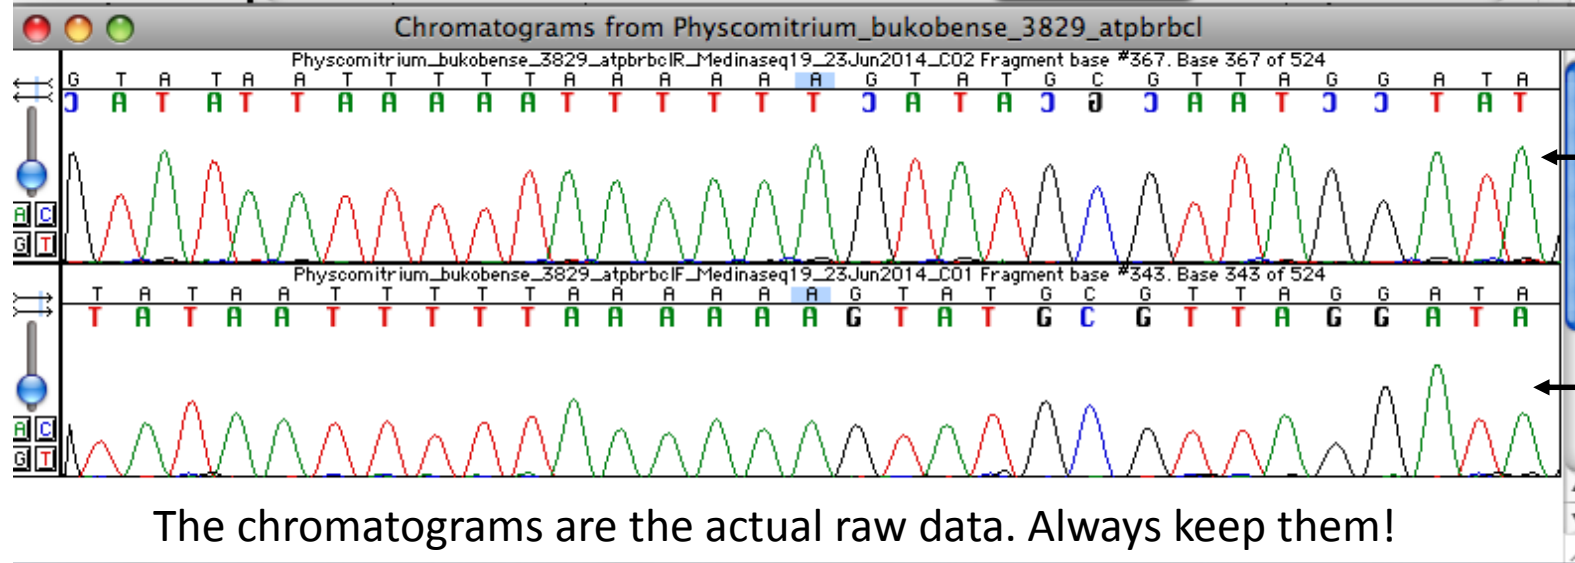 Chromatograms from Physcomitrium_bukobense_3829_atpbrbcl
Physcomitrium_bukobense_3829_atpbrbclR_Medinaseq19_23Jun2014_C02 Fragment base #367. Base 367 of 524
G T A T A A T T T T T A A A A A A G T A T G C G T T A G G A T A
C A T A T T A A A A A T T T T T T C A T A C G C A A T C C T A T
A C
G T
Physcomitrium_bukobense_3829_atpbrbclF_Medinaseq19_23Jun2014_C01 Fragment base #343. Base 343 of 524
T A T A A T T T T T A A A A A A G T A T G C G T T A G G A T A
T A T A A T T T T T A A A A A A G T A T G C G T T A G G A T A
A C
G T
The chromatograms are the actual raw data. Always keep them!